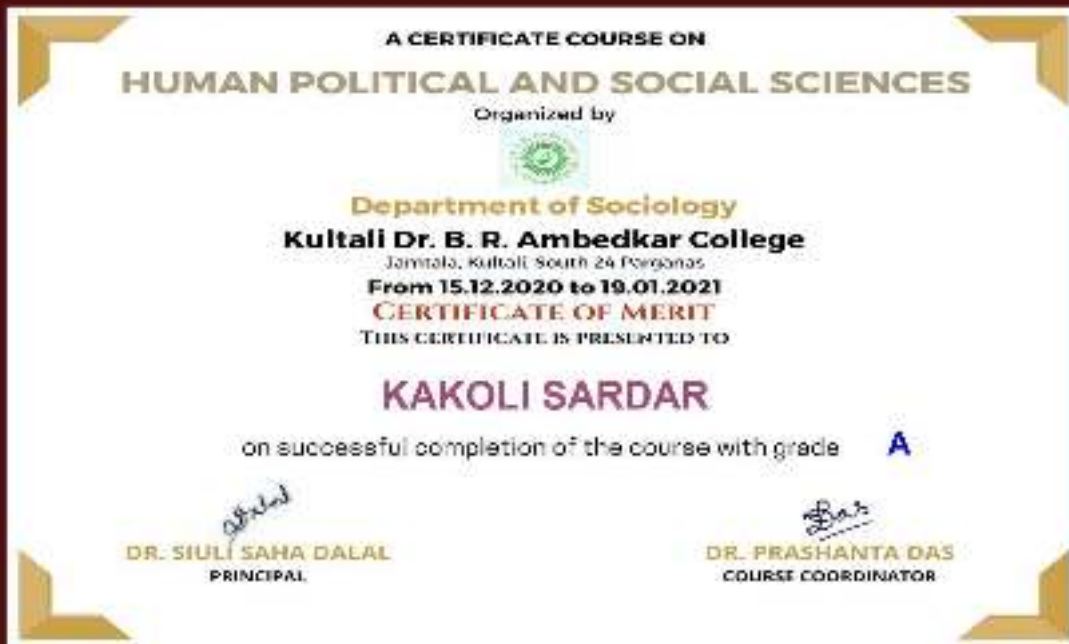 A CERTIFICATE COURSE ON
HUMAN POLITICAL AND SOCIAL SCIENCES
Organized by
Department of Sociology
Kultali Dr. B. R. Ambedkar College
Jamtala, Kultali, South 24 Parganas
From 15.12.2020 to 19.01.2021
CERTIFICATE OF MERIT
THIS CERTIFICATE IS PRESENTED TO
KAKOLI SARDAR
on successful completion of the course with grade A
Das
DR. SIULI SAHA DALAL
DR. PRASHANTA DAS
PRINCIPAL
COURSE COORDINATOR